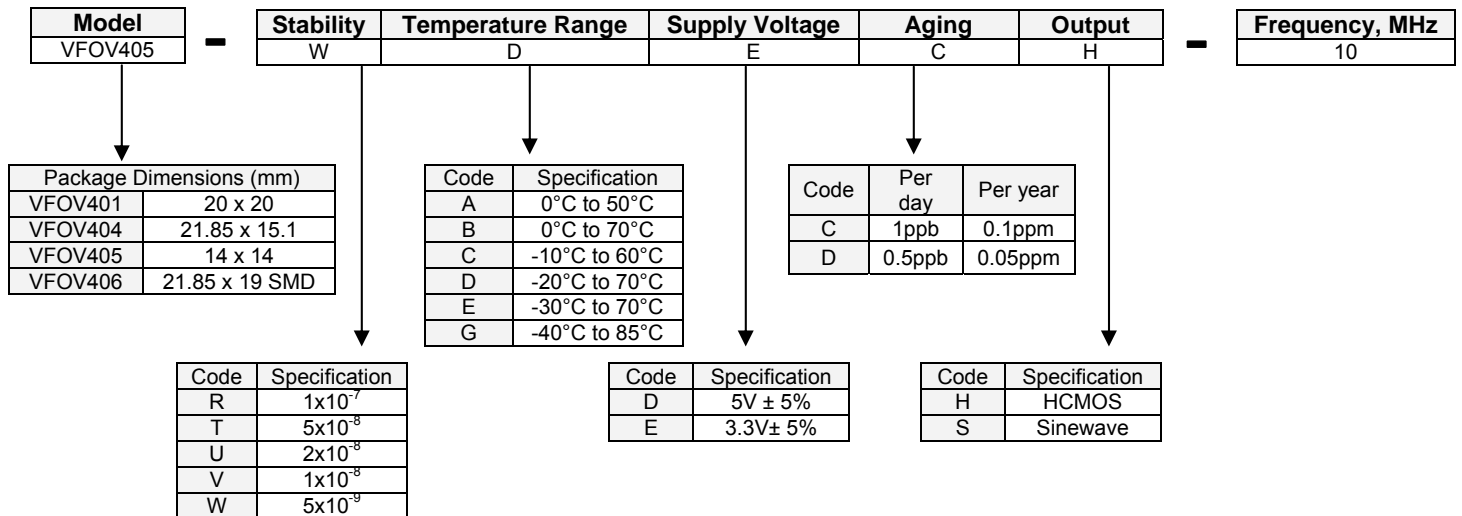 Model Stability Temperature Range Supply Voltage Aging Output Frequency, MHz
VFOV405 - W D E C H - 10
Package Dimensions (mm)
VFOV401 20 x 20
VFOV404 21.85 x 15.1
VFOV405 14 x 14
VFOV406 21.85 x 19 SMD
Code Specification
A 0°C to 50°C
B 0°C to 70°C
C -10°C to 60°C
D -20°C to 70°C
E -30°C to 70°C
G -40°C to 85°C
Code Per day Per year
C 1ppb 0.1ppm
D 0.5ppb 0.05ppm
Code Specification
R 1x10⁻⁷
T 5x10⁻⁸
U 2x10⁻⁸
V 1x10⁻⁸
W 5x10⁻⁹
Code Specification
D 5V ± 5%
E 3.3V± 5%
Code Specification
H HCMOS
S Sinewave